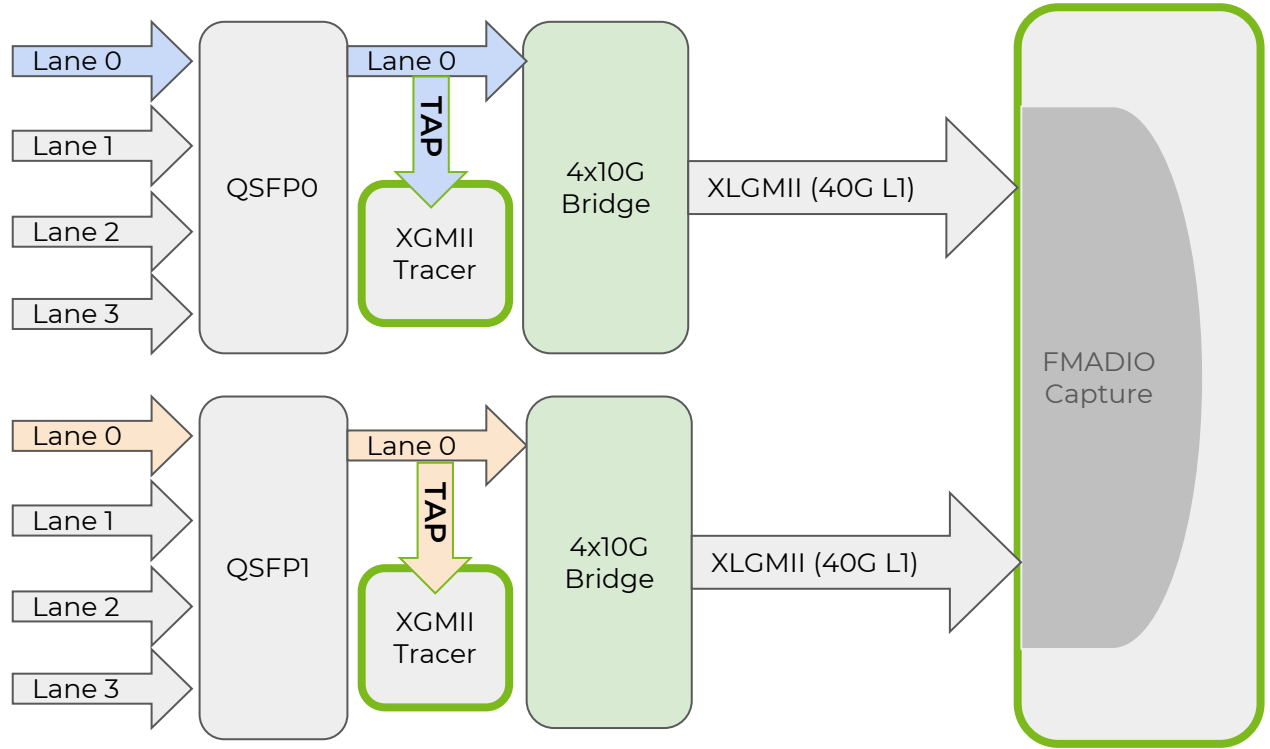 Lane 0
Lane 1
Lane 2
Lane 3
QSFP0
Lane 0
TAP
XGMII
Tracer
4x10G
Bridge
XLGMII (40G L1)
Lane 0
Lane 1
Lane 2
Lane 3
QSFP1
Lane 0
TAP
XGMII
Tracer
4x10G
Bridge
XLGMII (40G L1)
FMADIO
Capture